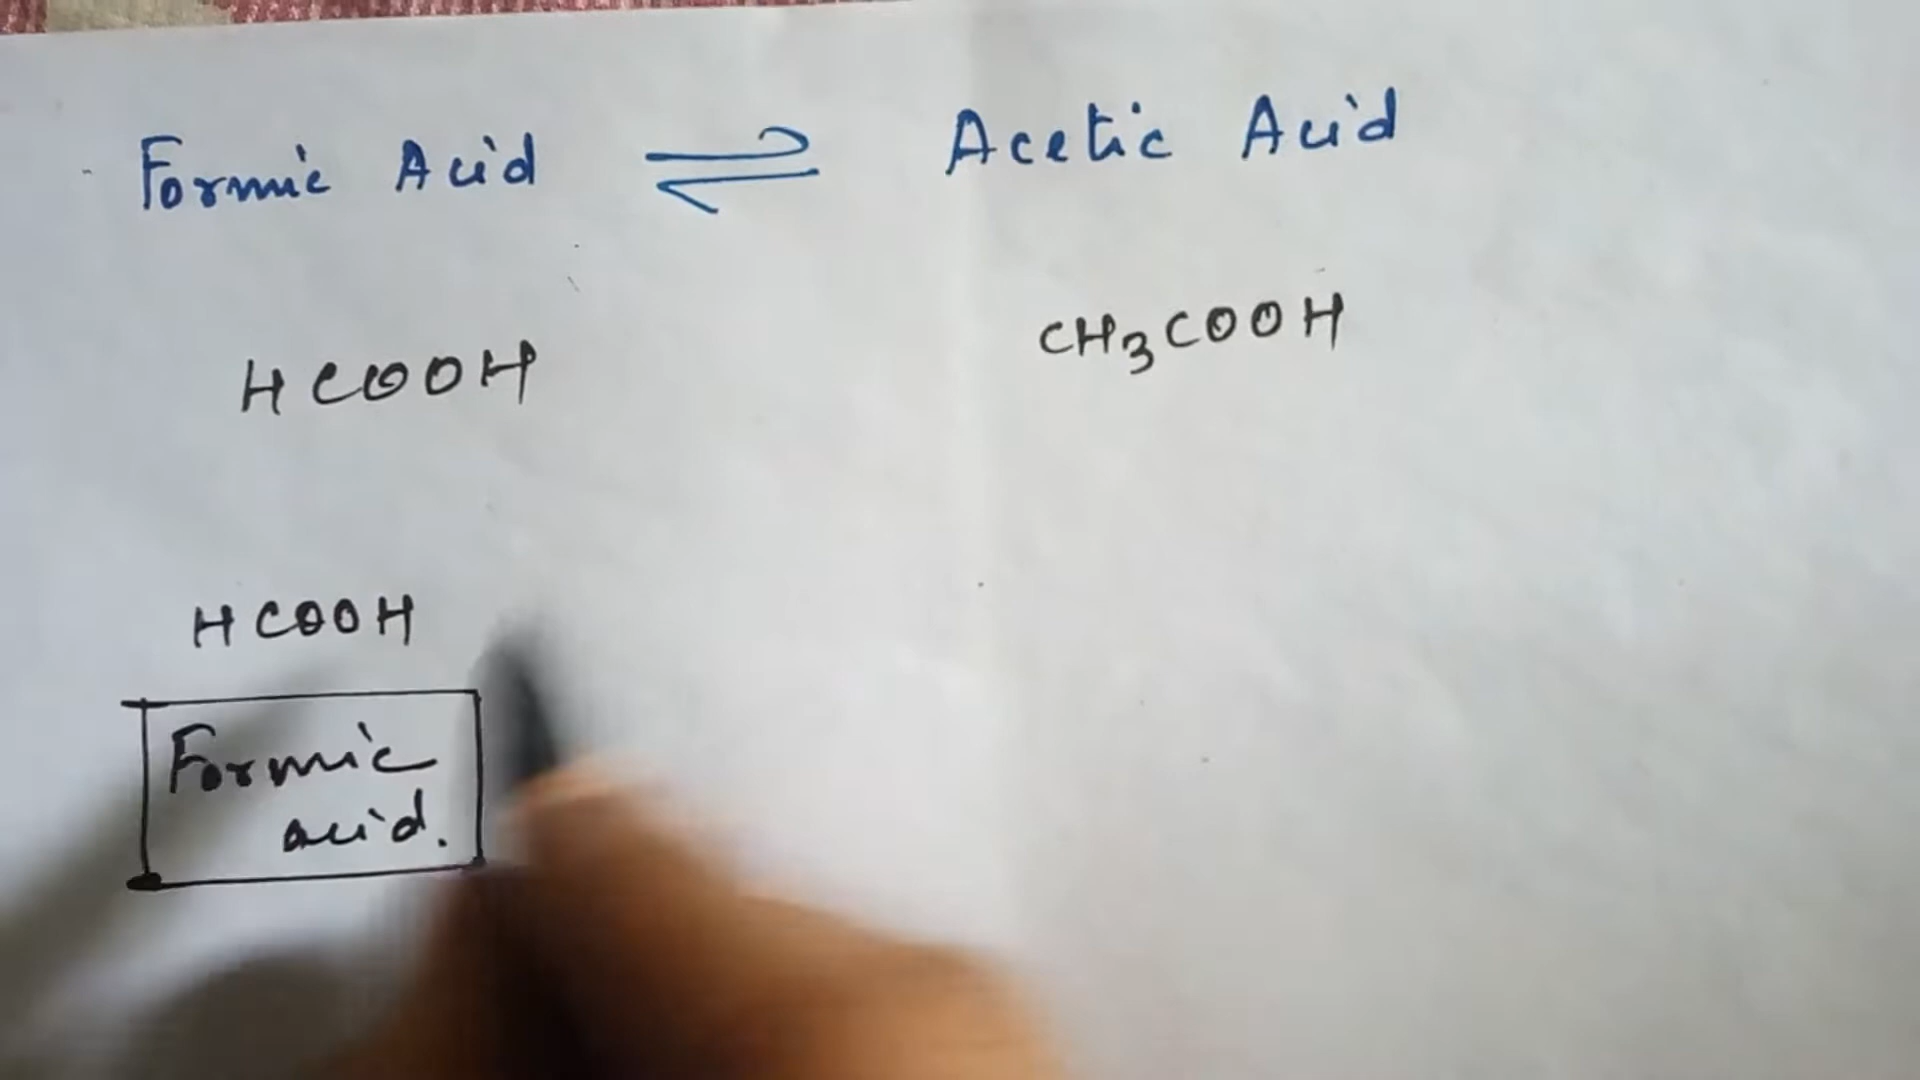 Formic Acid ⇌ Acetic Acid
HCOOH CH₃COOH
HCOOH
Formic
acid.